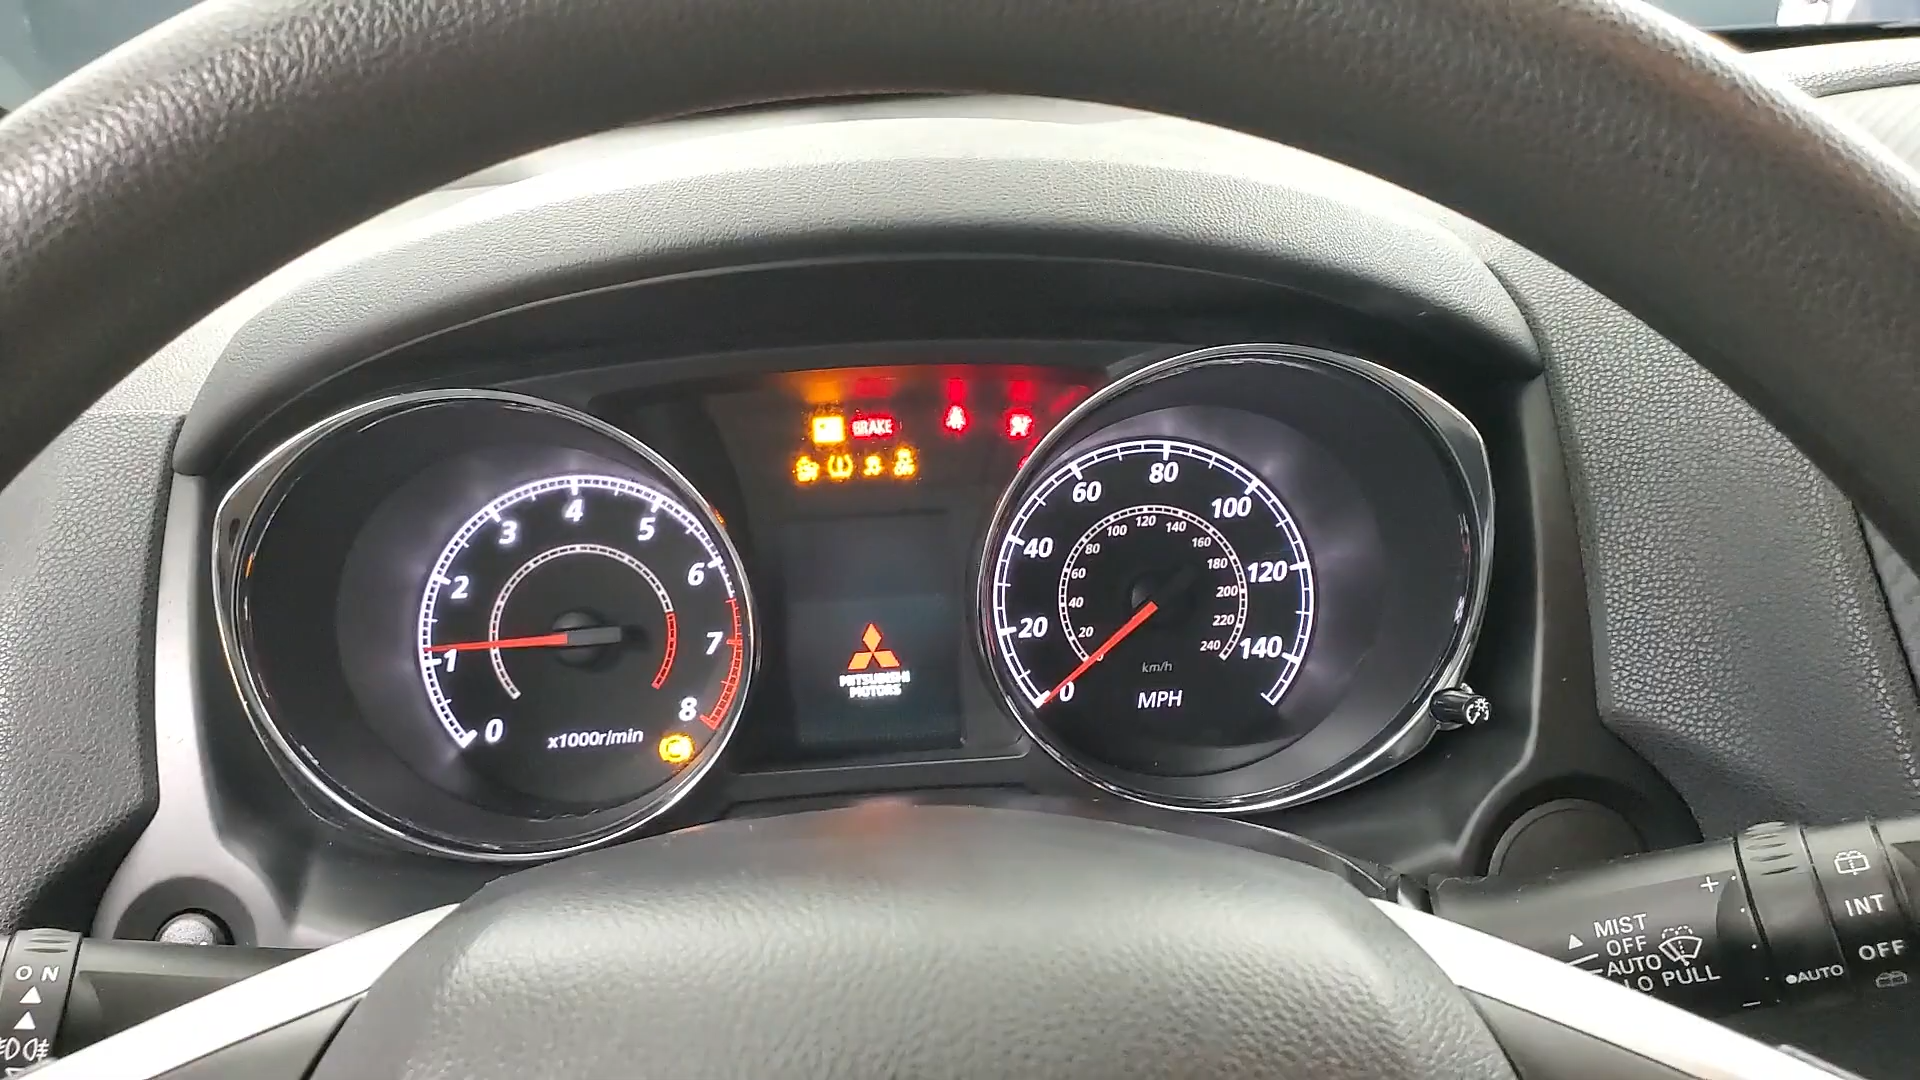 BRAKE
0
1
2
3
4
5
6
7
8
x1000r/min
MITSUBISHI
MOTORS
0
20
40
60
80
100
120
140
20
40
60
80
100
120
140
160
180
200
220
240
km/h
MPH
ON
MIST
OFF
AUTO
LO PULL
+
−
AUTO
INT
OFF